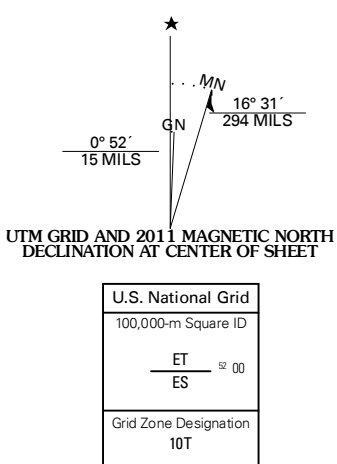 ★
MN
GN
16° 31´
294 MILS
0° 52´
15 MILS
UTM GRID AND 2011 MAGNETIC NORTH
DECLINATION AT CENTER OF SHEET
U.S. National Grid
100,000-m Square ID
ET
52 00
ES
Grid Zone Designation
10T